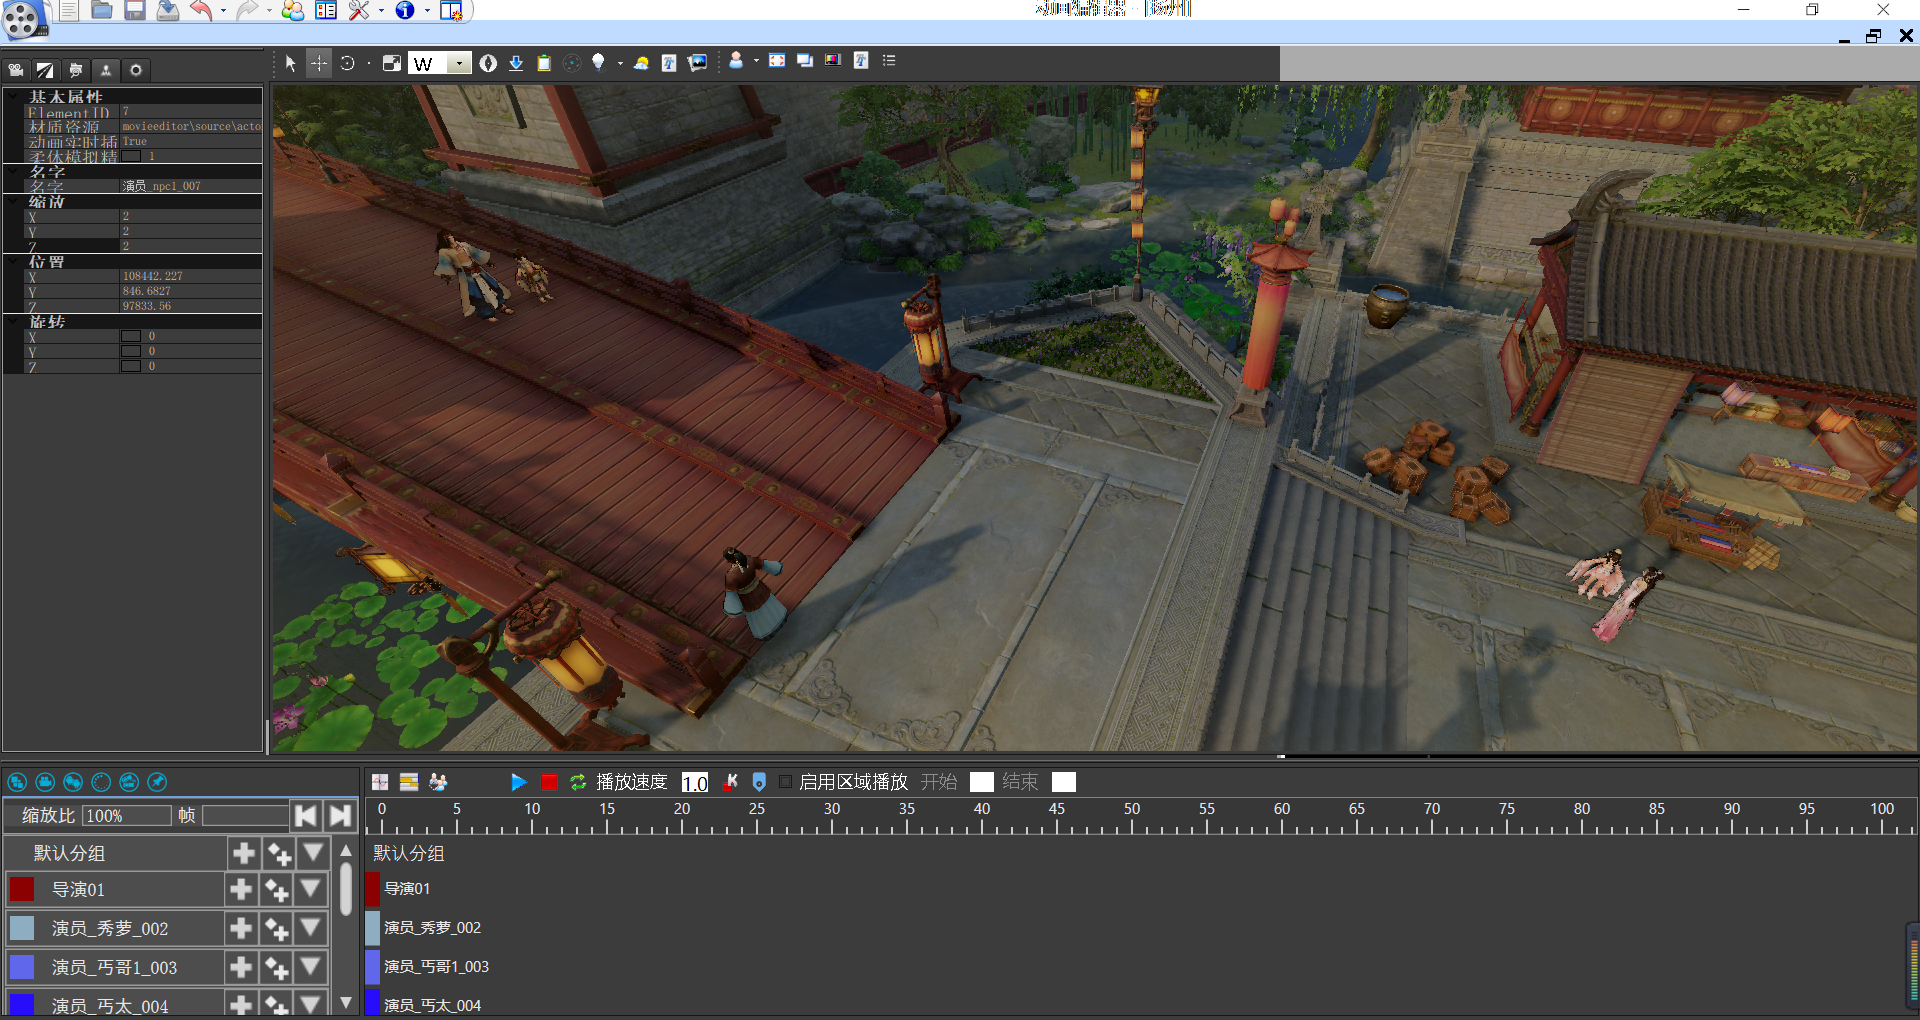 W
基本属性
ElementID 7
材质资源 movieeditor\source\acto
动画实时插 True
柔体模拟精 1
名字
名字 演员_npc1_007
缩放
X 2
Y 2
Z 2
位置
X 108442.227
Y 846.6827
Z 97833.56
旋转
X 0
Y 0
Z 0
播放速度 1.0 启用区域播放 开始 结束
缩放比 100% 帧
0 5 10 15 20 25 30 35 40 45 50 55 60 65 70 75 80 85 90 95 100
默认分组
导演01
演员_秀萝_002
演员_丐哥1_003
演员_丐太_004
默认分组
导演01
演员_秀萝_002
演员_丐哥1_003
演员_丐太_004